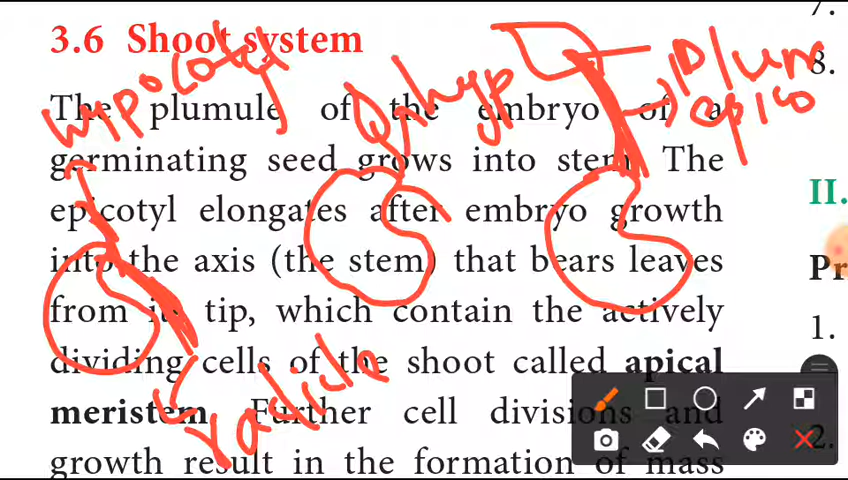 3.6 Shoot system
hypocotyl
hyp
plum
epico
The plumule of the embryo of a
germinating seed grows into stem. The
epicotyl elongates after embryo growth
into the axis (the stem) that bears leaves
from its tip, which contain the actively
dividing cells of the shoot called apical
meristem. Further cell divisions and
growth result in the formation of mass
radicle
7.
8.
II.
Pr
1.
2.